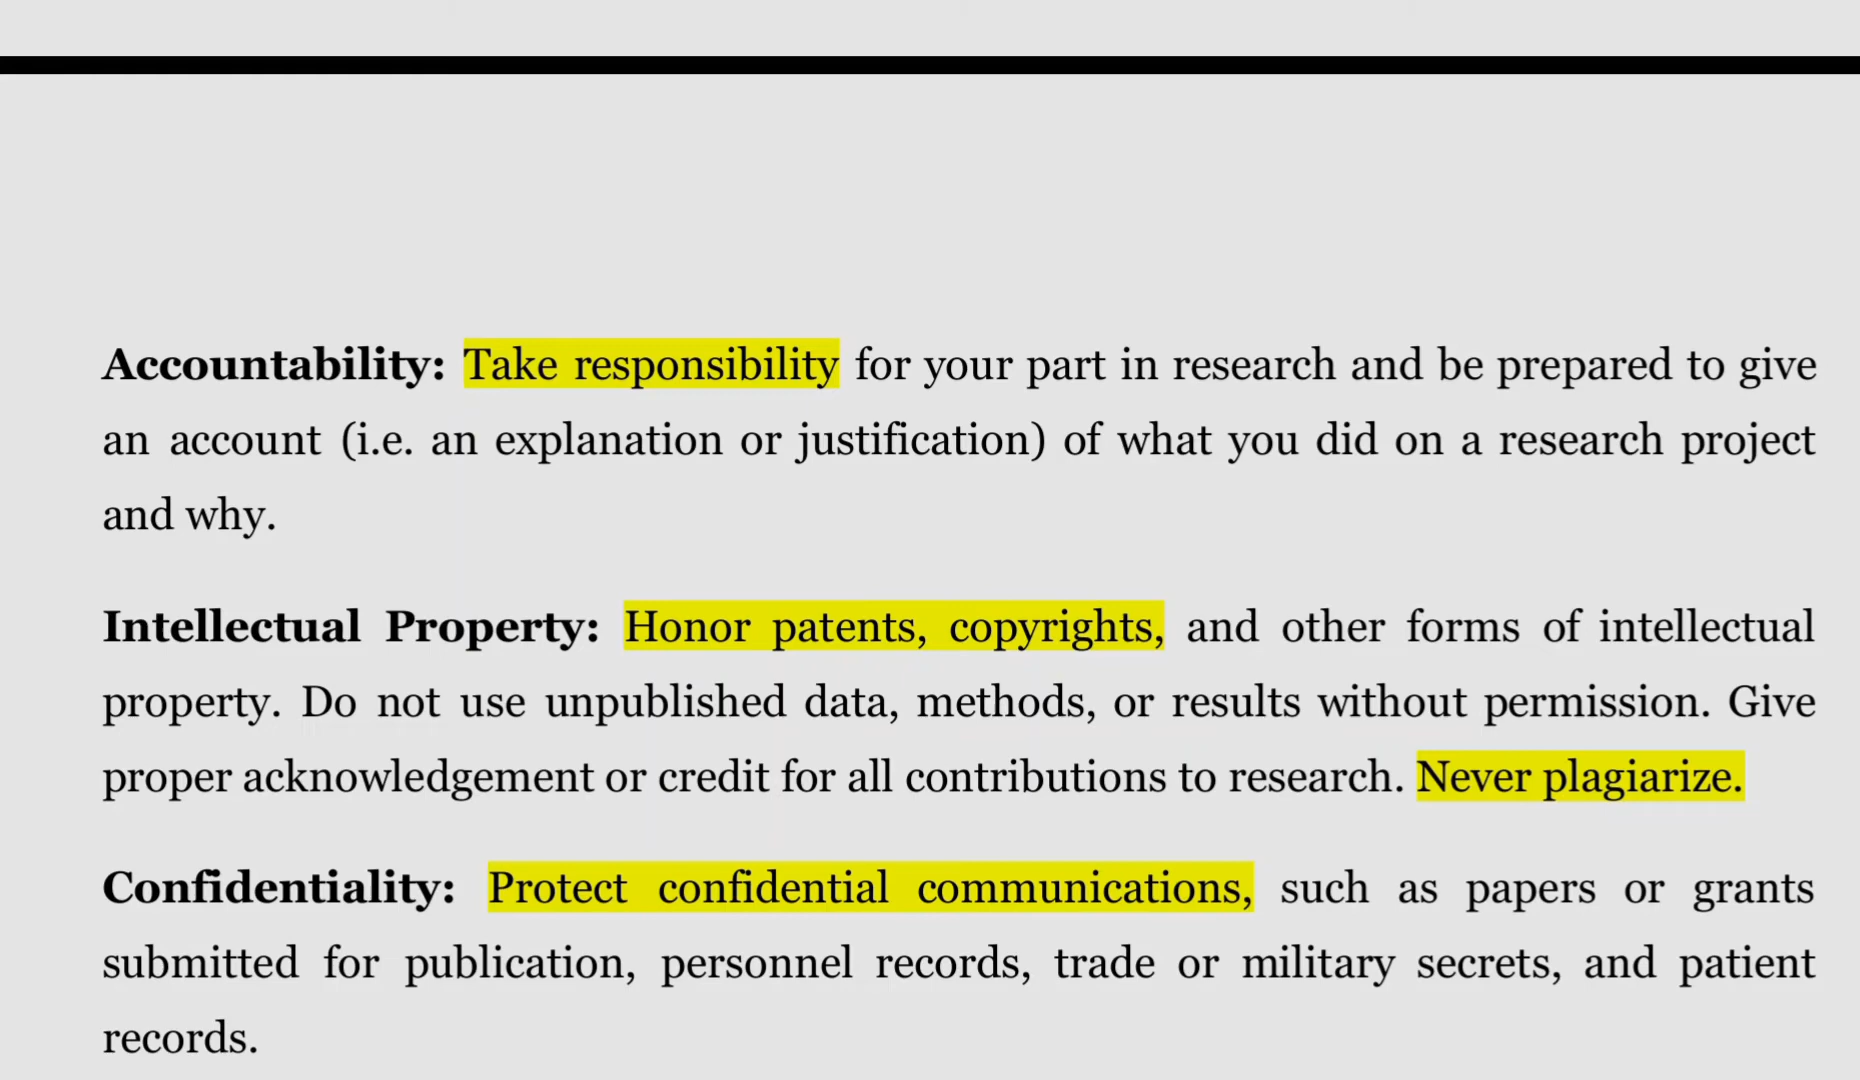 Accountability: Take responsibility for your part in research and be prepared to give
an account (i.e. an explanation or justification) of what you did on a research project
and why.
Intellectual Property: Honor patents, copyrights, and other forms of intellectual
property. Do not use unpublished data, methods, or results without permission. Give
proper acknowledgement or credit for all contributions to research. Never plagiarize.
Confidentiality: Protect confidential communications, such as papers or grants
submitted for publication, personnel records, trade or military secrets, and patient
records.